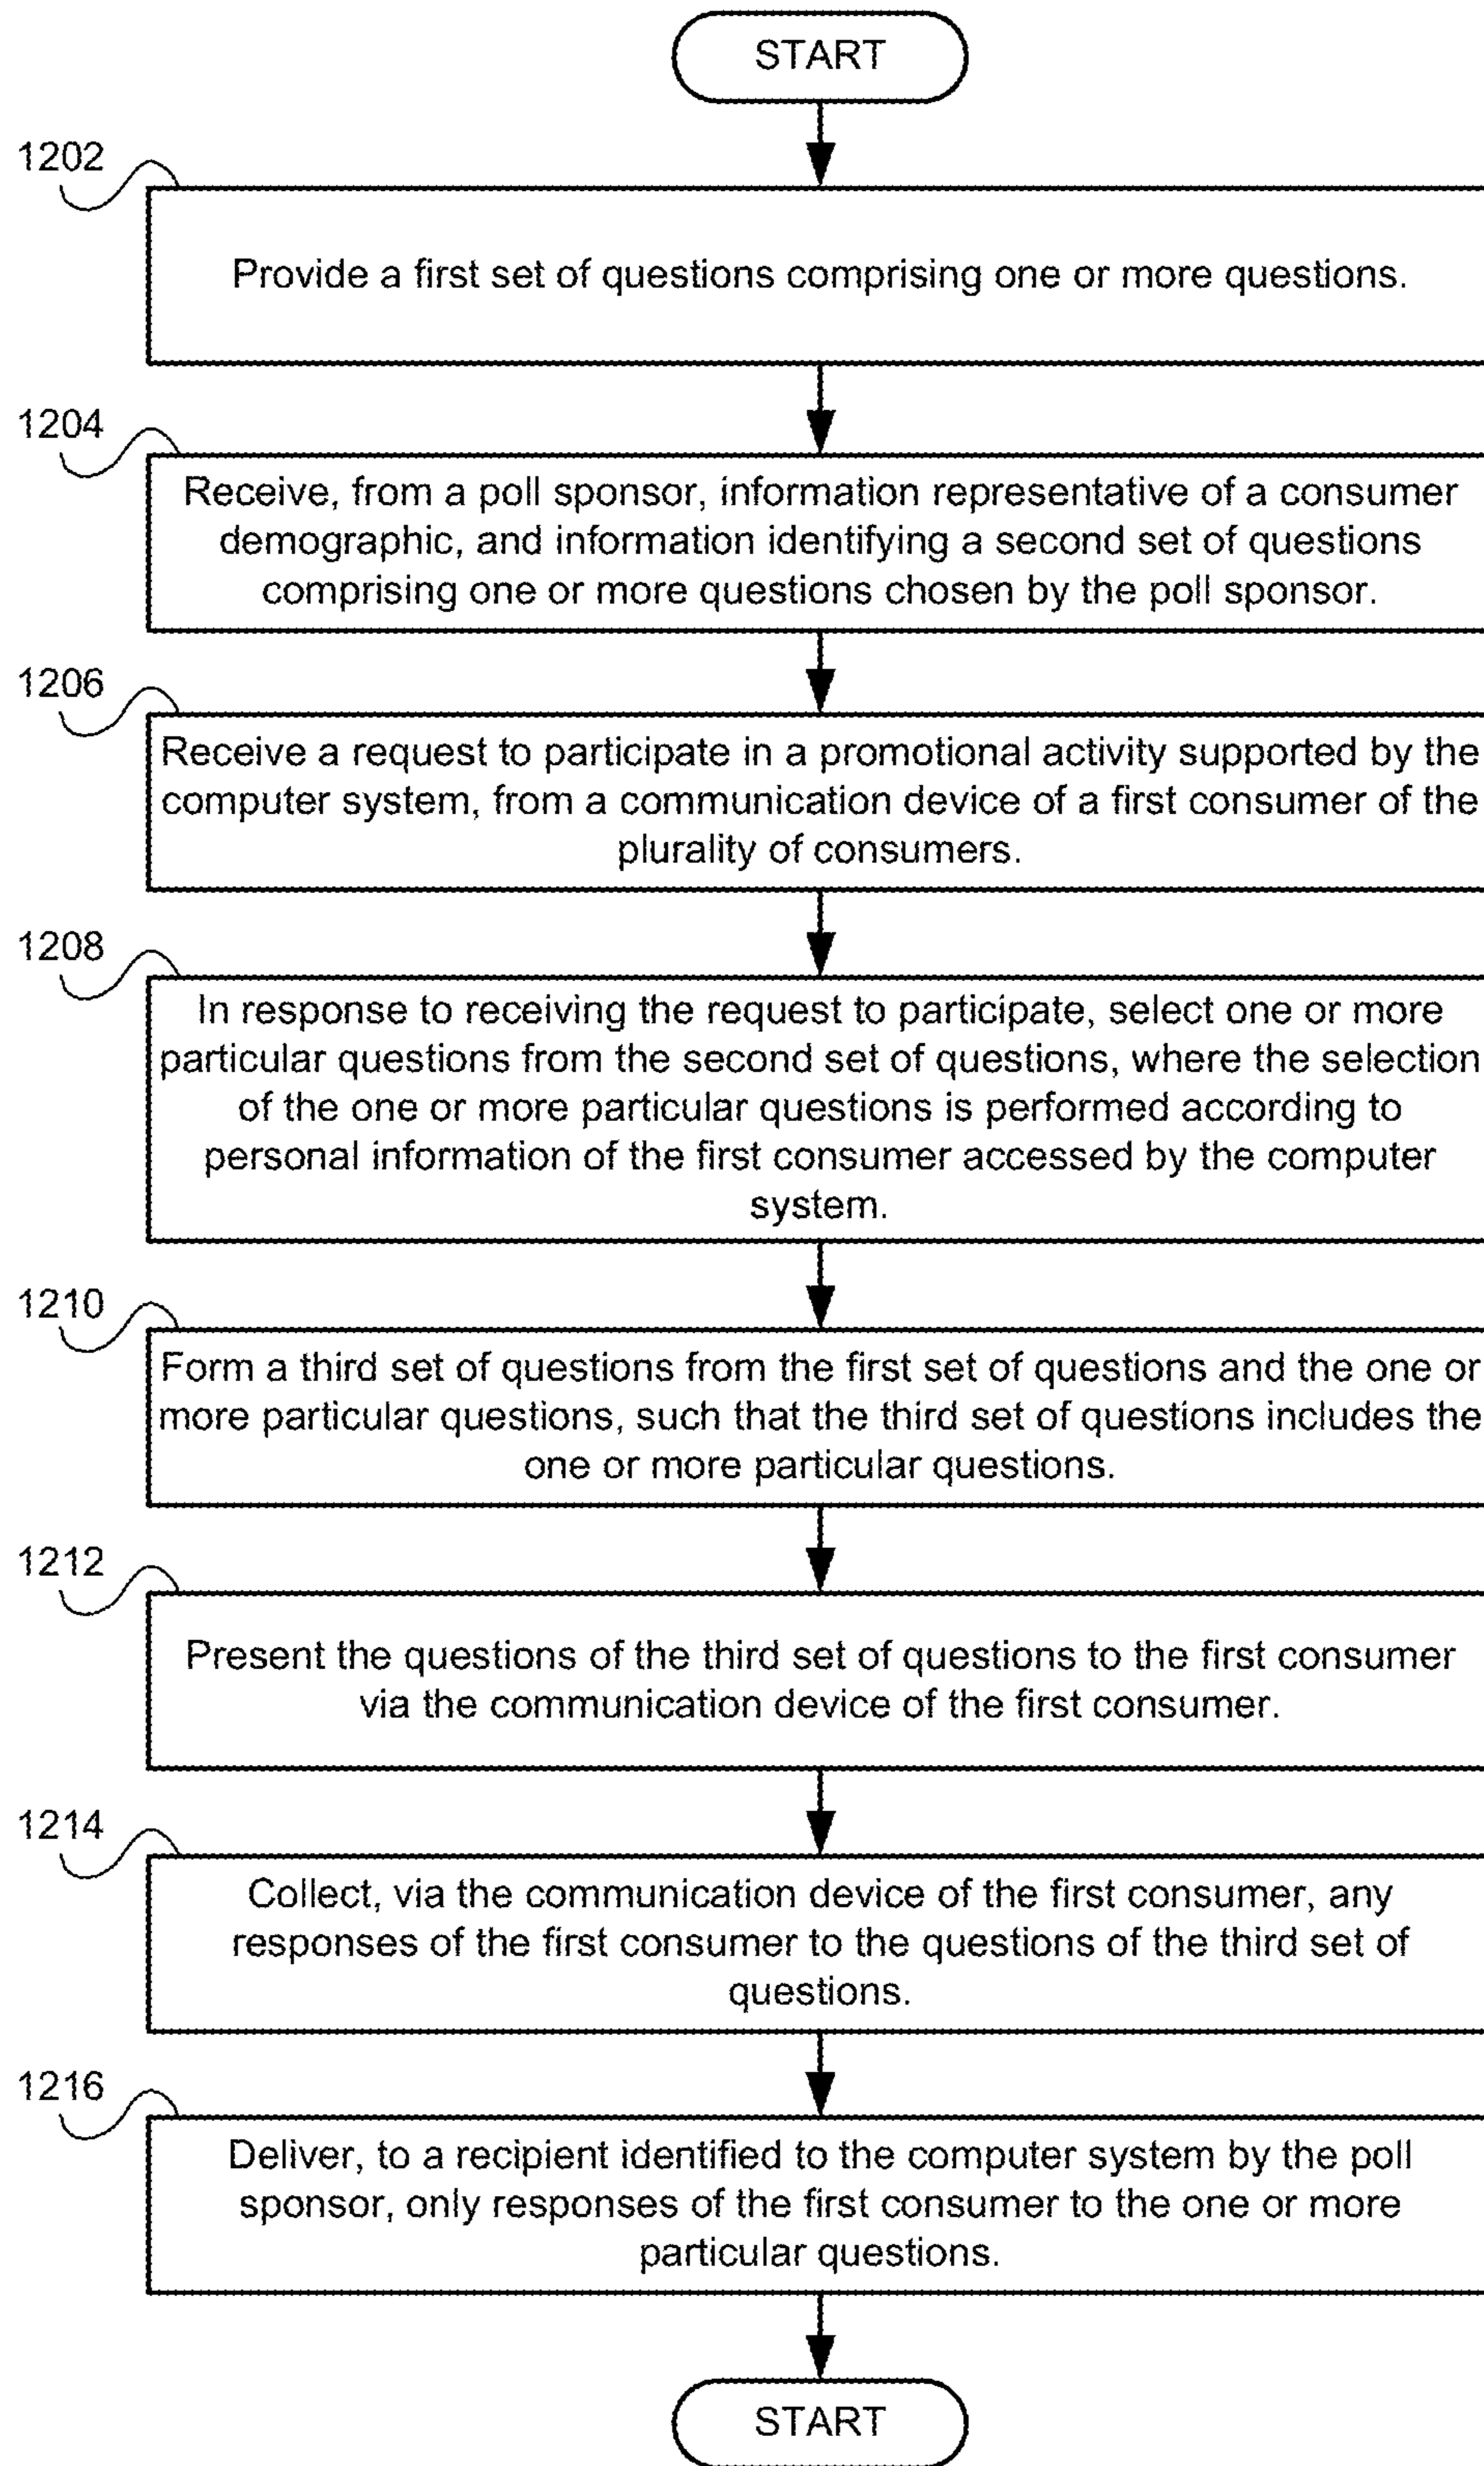 START
1202
Provide a first set of questions comprising one or more questions.
1204
Receive, from a poll sponsor, information representative of a consumer
demographic, and information identifying a second set of questions
comprising one or more questions chosen by the poll sponsor.
1206
Receive a request to participate in a promotional activity supported by the
computer system, from a communication device of a first consumer of the
plurality of consumers.
1208
In response to receiving the request to participate, select one or more
particular questions from the second set of questions, where the selection
of the one or more particular questions is performed according to
personal information of the first consumer accessed by the computer
system.
1210
Form a third set of questions from the first set of questions and the one or
more particular questions, such that the third set of questions includes the
one or more particular questions.
1212
Present the questions of the third set of questions to the first consumer
via the communication device of the first consumer.
1214
Collect, via the communication device of the first consumer, any
responses of the first consumer to the questions of the third set of
questions.
1216
Deliver, to a recipient identified to the computer system by the poll
sponsor, only responses of the first consumer to the one or more
particular questions.
START